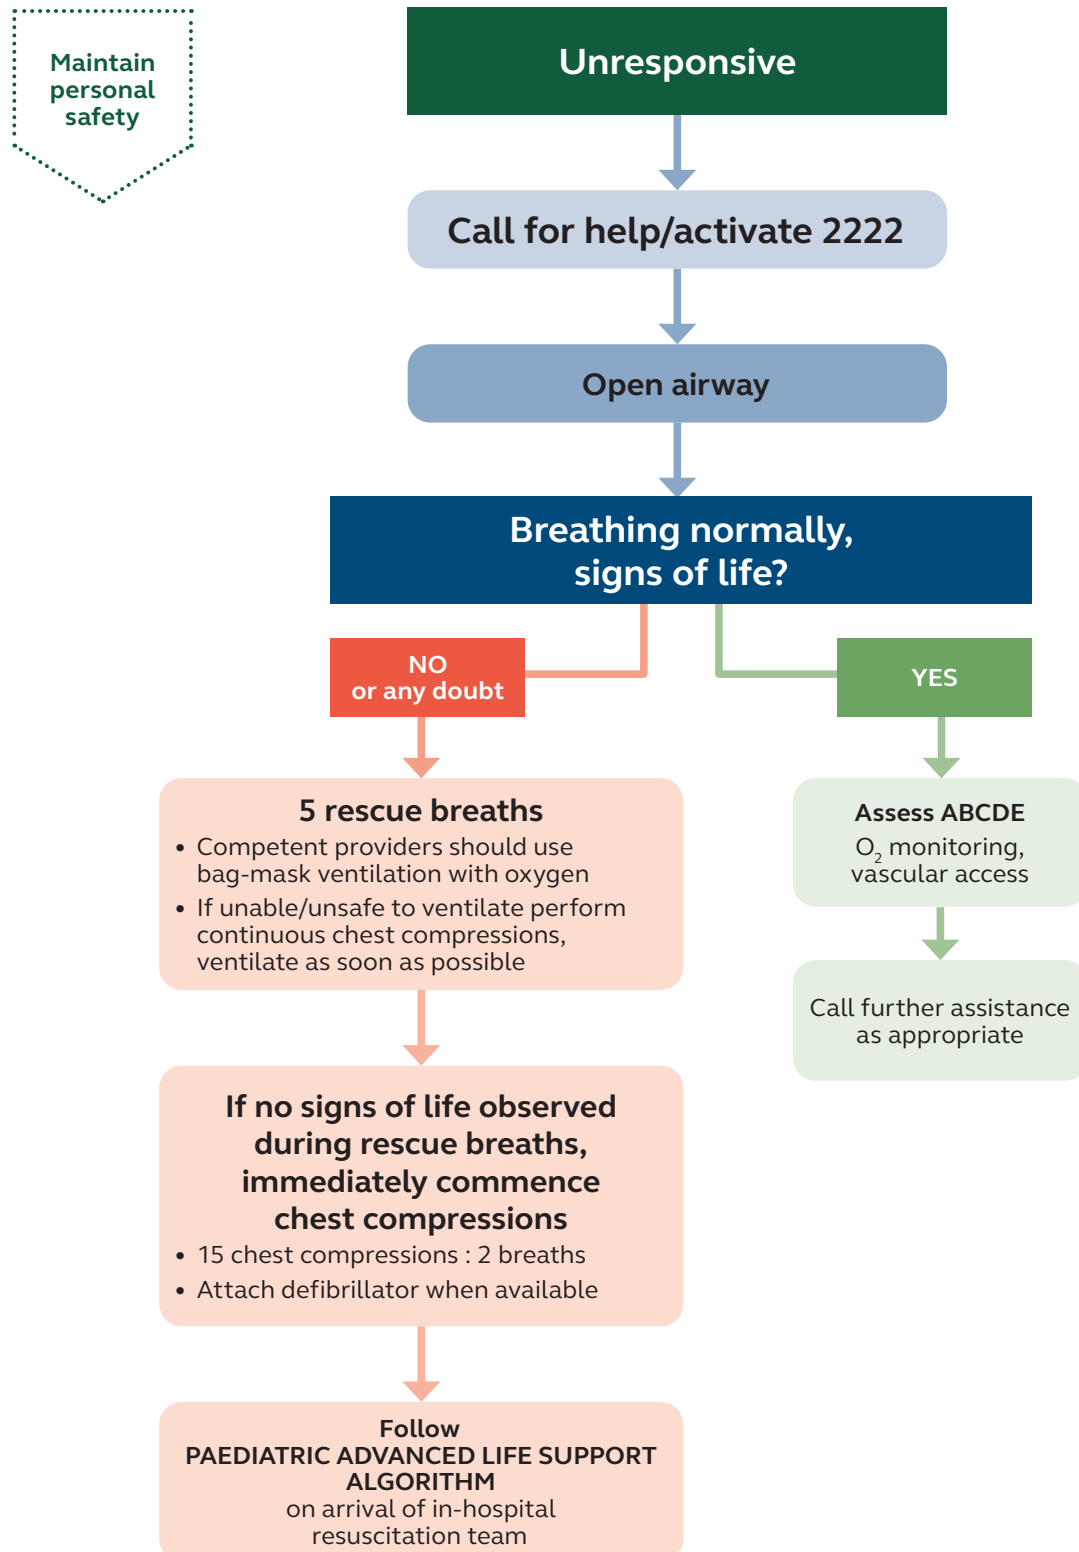 Maintain
personal
safety
Unresponsive
Call for help/activate 2222
Open airway
Breathing normally,
signs of life?
NO
or any doubt
YES
5 rescue breaths
• Competent providers should use
bag-mask ventilation with oxygen
• If unable/unsafe to ventilate perform
continuous chest compressions,
ventilate as soon as possible
Assess ABCDE
O₂ monitoring,
vascular access
Call further assistance
as appropriate
If no signs of life observed
during rescue breaths,
immediately commence
chest compressions
• 15 chest compressions : 2 breaths
• Attach defibrillator when available
Follow
PAEDIATRIC ADVANCED LIFE SUPPORT
ALGORITHM
on arrival of in-hospital
resuscitation team